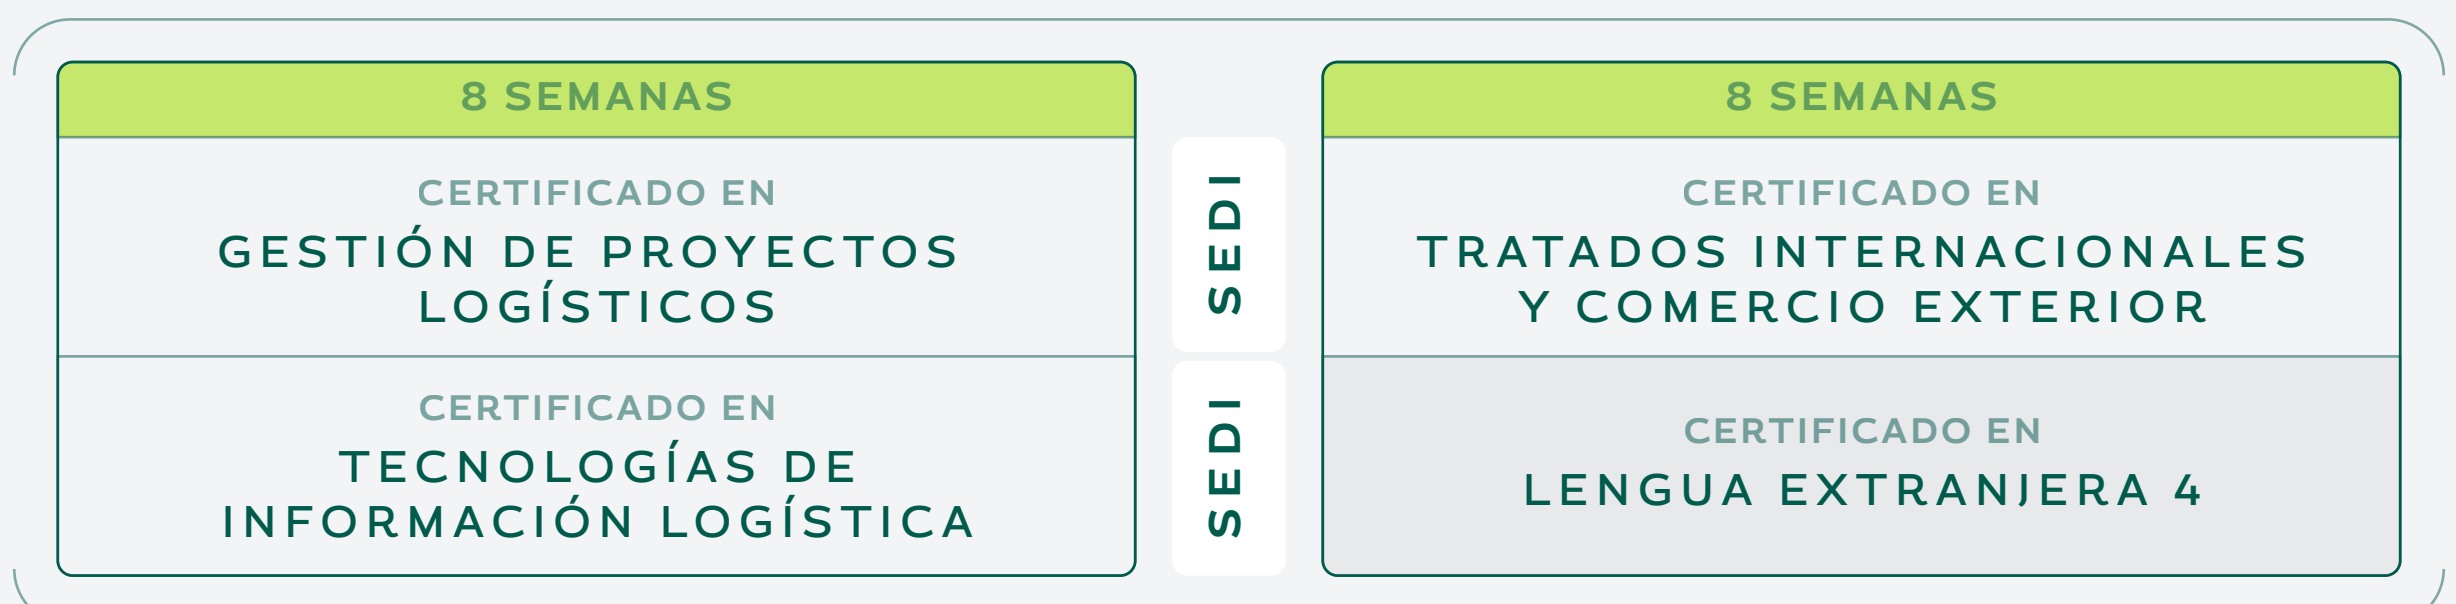 8 SEMANAS
CERTIFICADO EN
GESTIÓN DE PROYECTOS
LOGÍSTICOS
CERTIFICADO EN
TECNOLOGÍAS DE
INFORMACIÓN LOGÍSTICA
SEDI
SEDI
8 SEMANAS
CERTIFICADO EN
TRATADOS INTERNACIONALES
Y COMERCIO EXTERIOR
CERTIFICADO EN
LENGUA EXTRANJERA 4